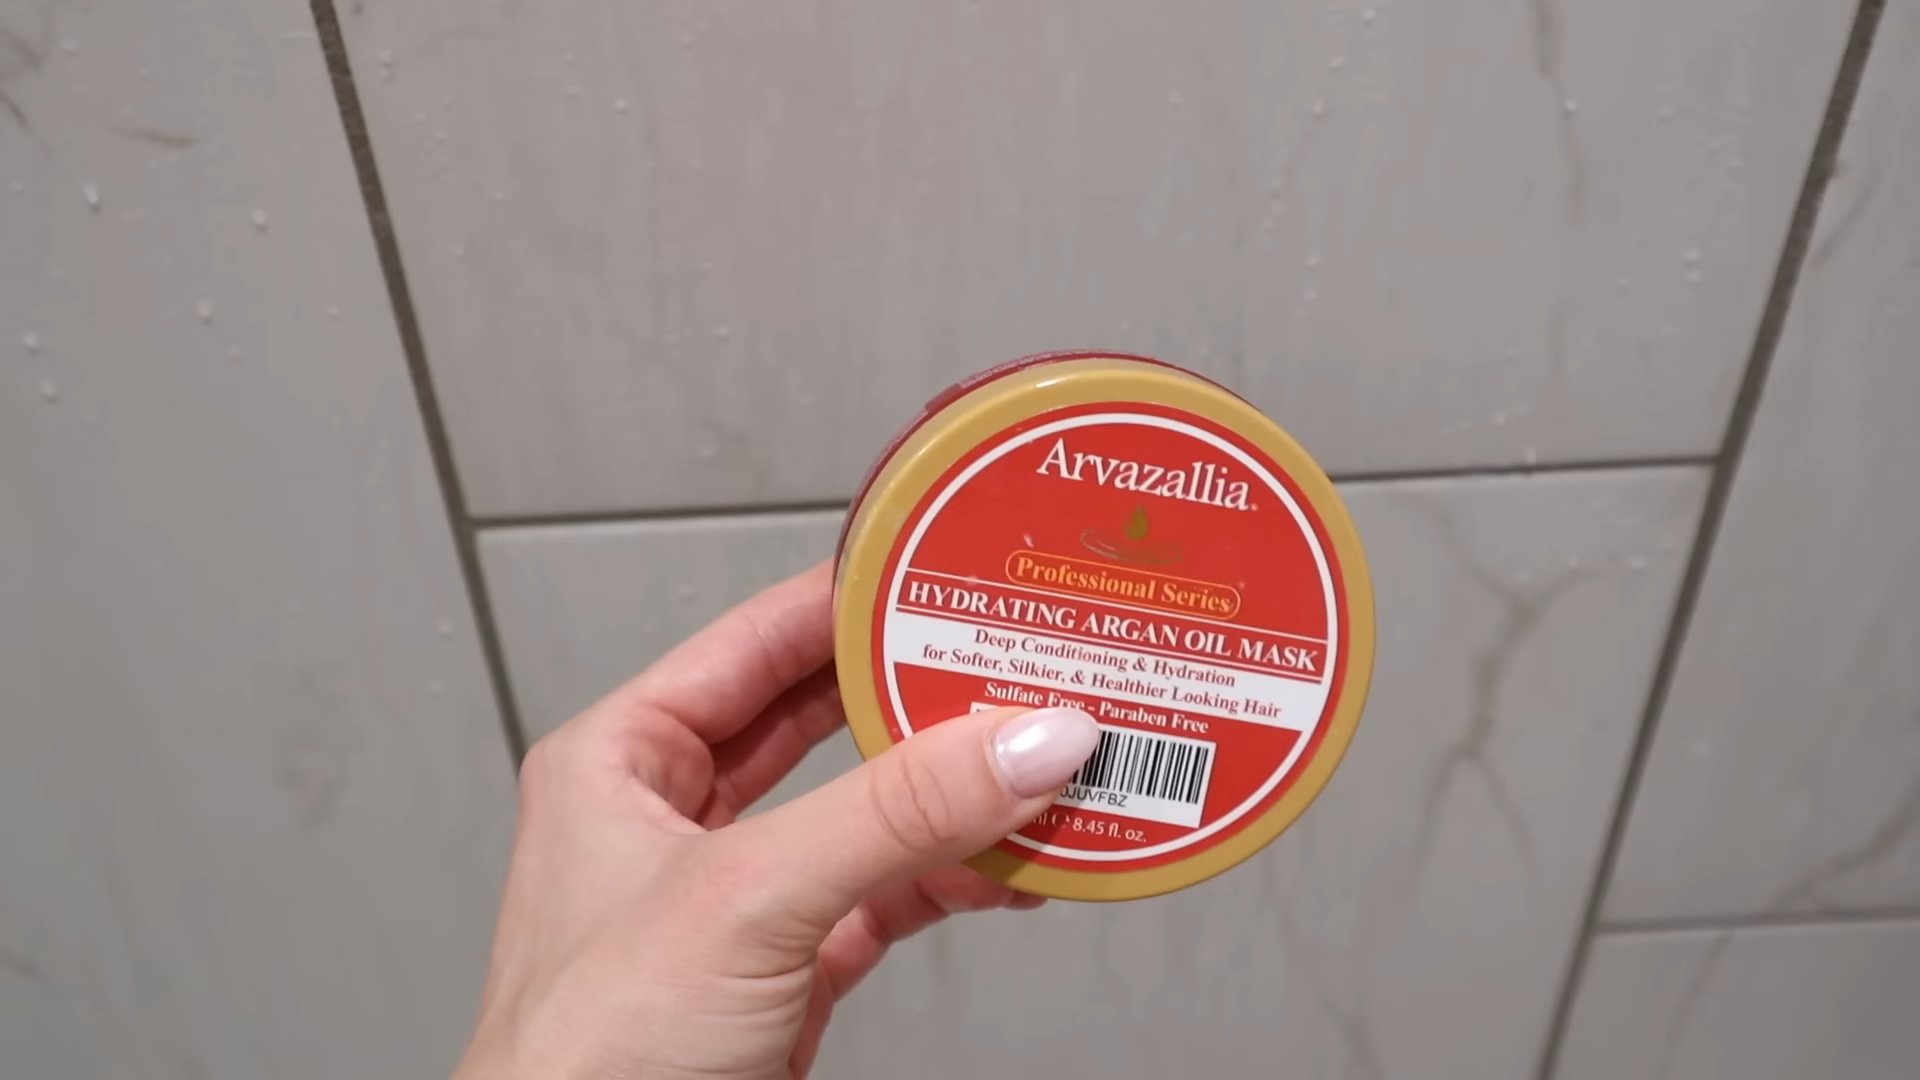 Arvazallia
Professional Series
HYDRATING ARGAN OIL MASK
Deep Conditioning & Hydration
for Softer, Silkier, & Healthier Looking Hair
Sulfate Free - Paraben Free
JUVFBZ
8.45 fl. oz.